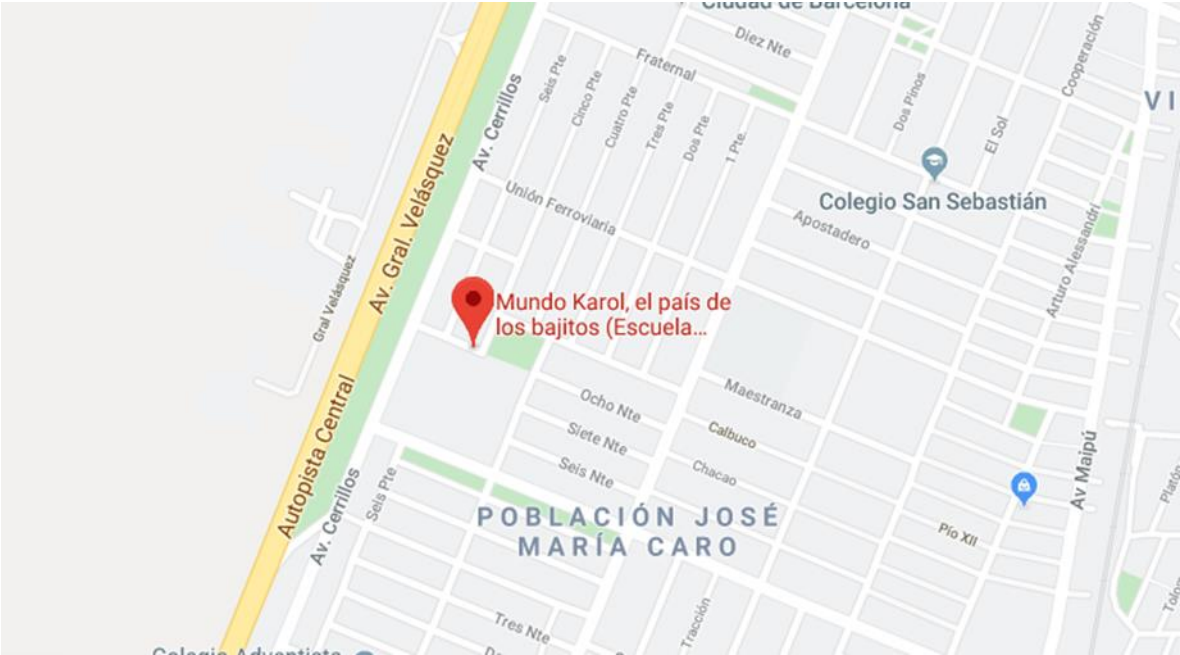 Ciudad de Barcelona
Diez Nte
Fraternal
Cooperación
VI
Av. Cerrillos
Seis Pte
Cinco Pte
Cuatro Pte
Tres Pte
Dos Pte
1 Pte.
Dos Pinos
El Sol
Colegio San Sebastián
Av. Gral. Velásquez
Unión Ferroviaria
Apostadero
Arturo Alessandri
Gral Velásquez
Mundo Karol, el país de
los bajitos (Escuela...
Autopista Central
Ocho Nte
Maestranza
Siete Nte
Calbuco
Seis Nte
Chacao
Av Maipú
Platón
Av. Cerrillos
Seis Pte
POBLACIÓN JOSÉ
MARÍA CARO
Pío XII
Tres Nte
Tracción
Colegio Adventista